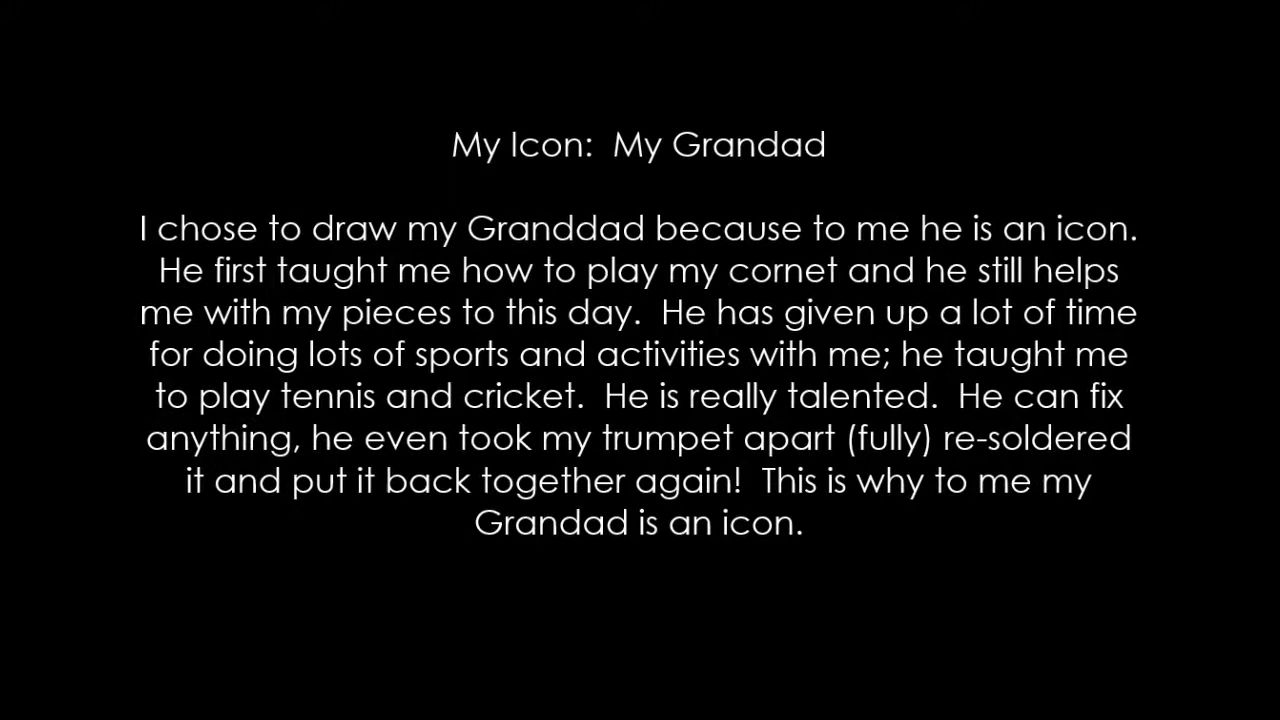 My Icon:  My Grandad
I chose to draw my Granddad because to me he is an icon.
He first taught me how to play my cornet and he still helps
me with my pieces to this day.  He has given up a lot of time
for doing lots of sports and activities with me; he taught me
to play tennis and cricket.  He is really talented.  He can fix
anything, he even took my trumpet apart (fully) re-soldered
it and put it back together again!  This is why to me my
Grandad is an icon.